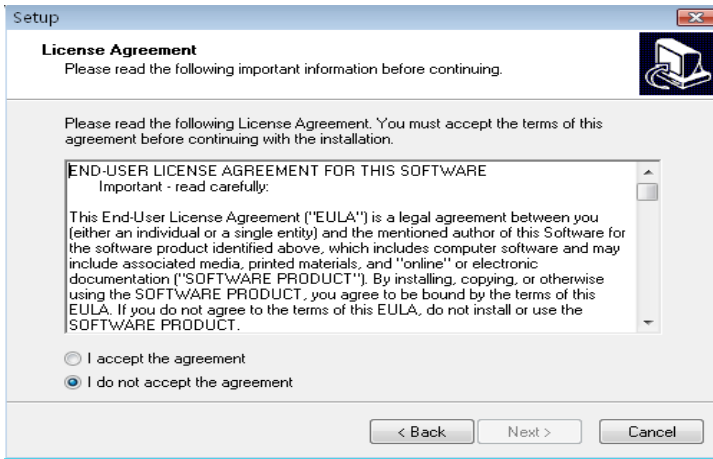 Setup
License Agreement
Please read the following important information before continuing.
Please read the following License Agreement. You must accept the terms of this
agreement before continuing with the installation.
END-USER LICENSE AGREEMENT FOR THIS SOFTWARE
Important - read carefully:
This End-User License Agreement ("EULA") is a legal agreement between you
(either an individual or a single entity) and the mentioned author of this Software for
the software product identified above, which includes computer software and may
include associated media, printed materials, and "online" or electronic
documentation ("SOFTWARE PRODUCT"). By installing, copying, or otherwise
using the SOFTWARE PRODUCT, you agree to be bound by the terms of this
EULA. If you do not agree to the terms of this EULA, do not install or use the
SOFTWARE PRODUCT.
I accept the agreement
I do not accept the agreement
< Back Next > Cancel